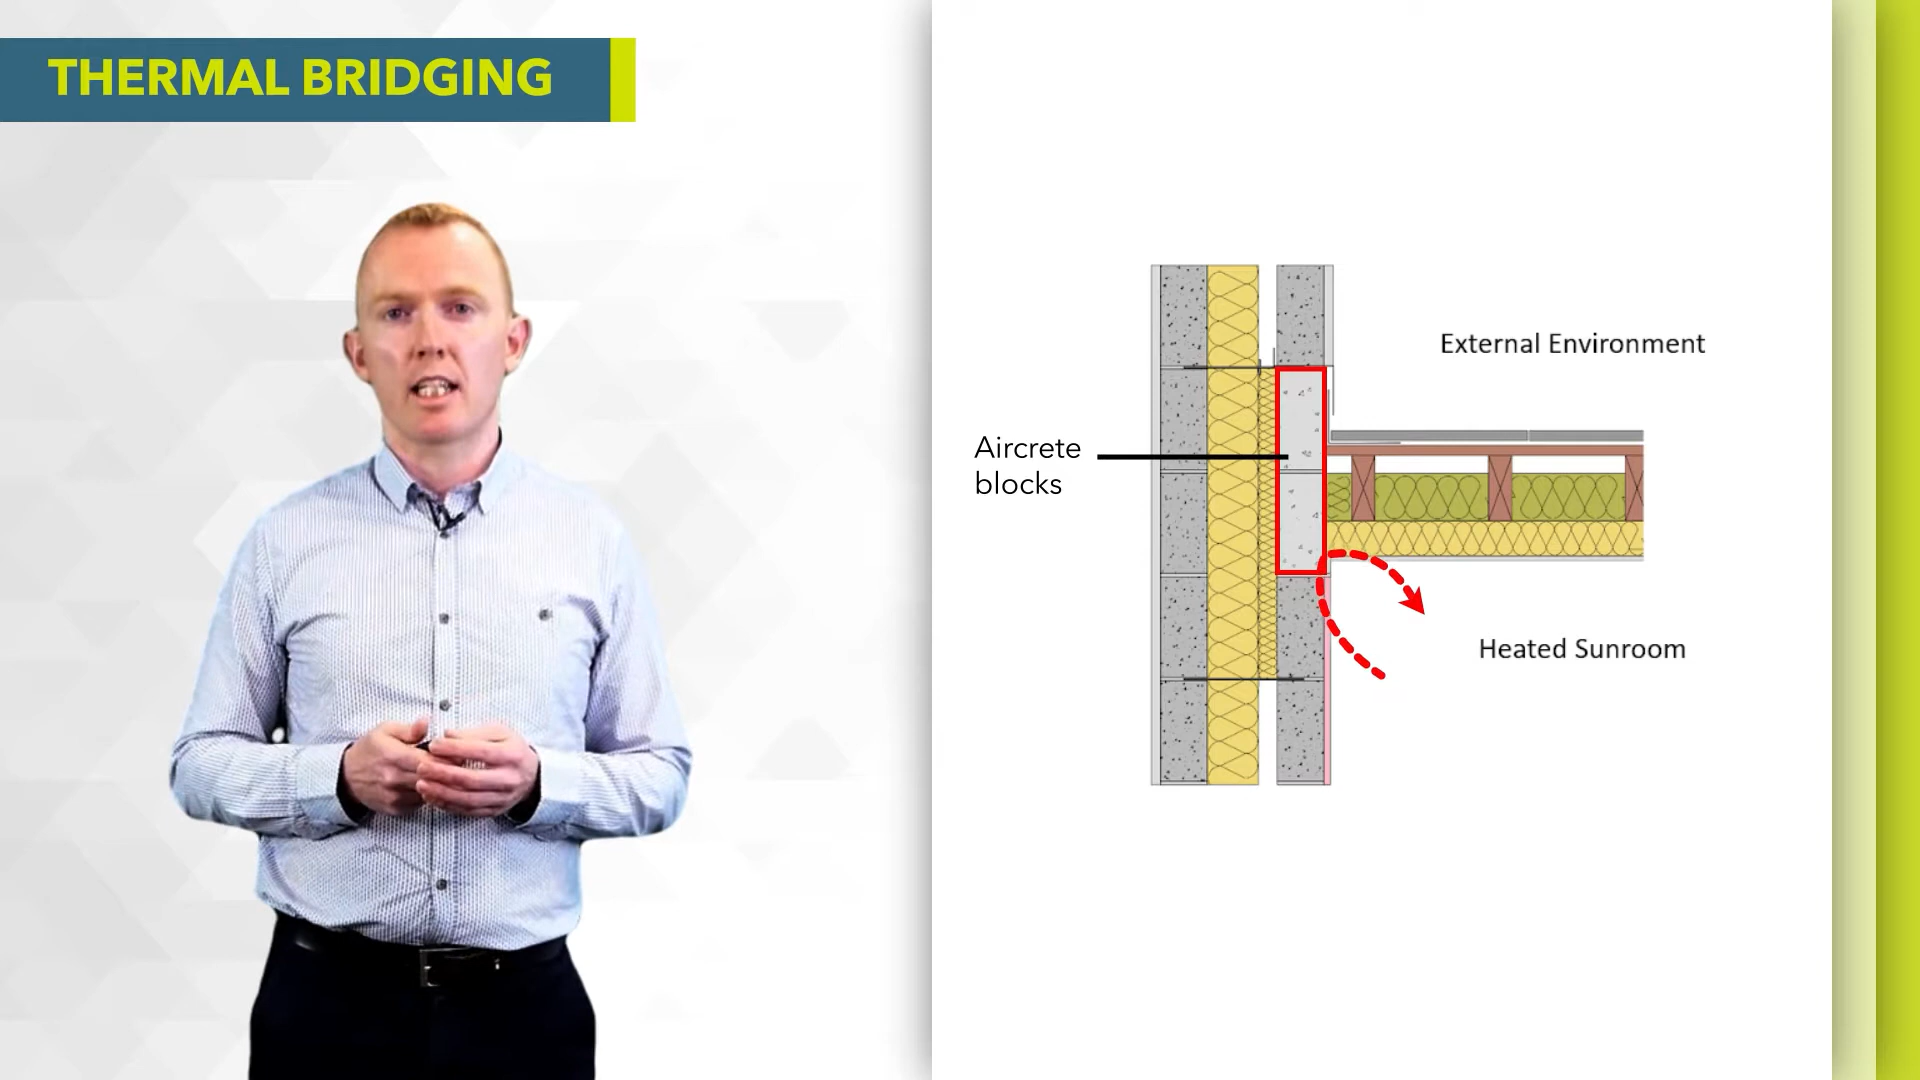 THERMAL BRIDGING
External Environment
Aircrete
blocks
Heated Sunroom